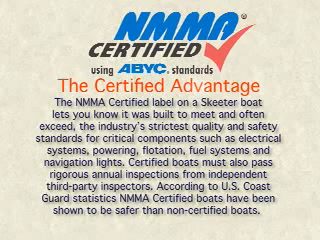 NMMA®
CERTIFIED
using ABYC® standards
The Certified Advantage
The NMMA Certified label on a Skeeter boat
lets you know it was built to meet and often
exceed, the industry's strictest quality and safety
standards for critical components such as electrical
systems, powering, flotation, fuel systems and
navigation lights. Certified boats must also pass
rigorous annual inspections from independent
third-party inspectors. According to U.S. Coast
Guard statistics NMMA Certified boats have been
shown to be safer than non-certified boats.